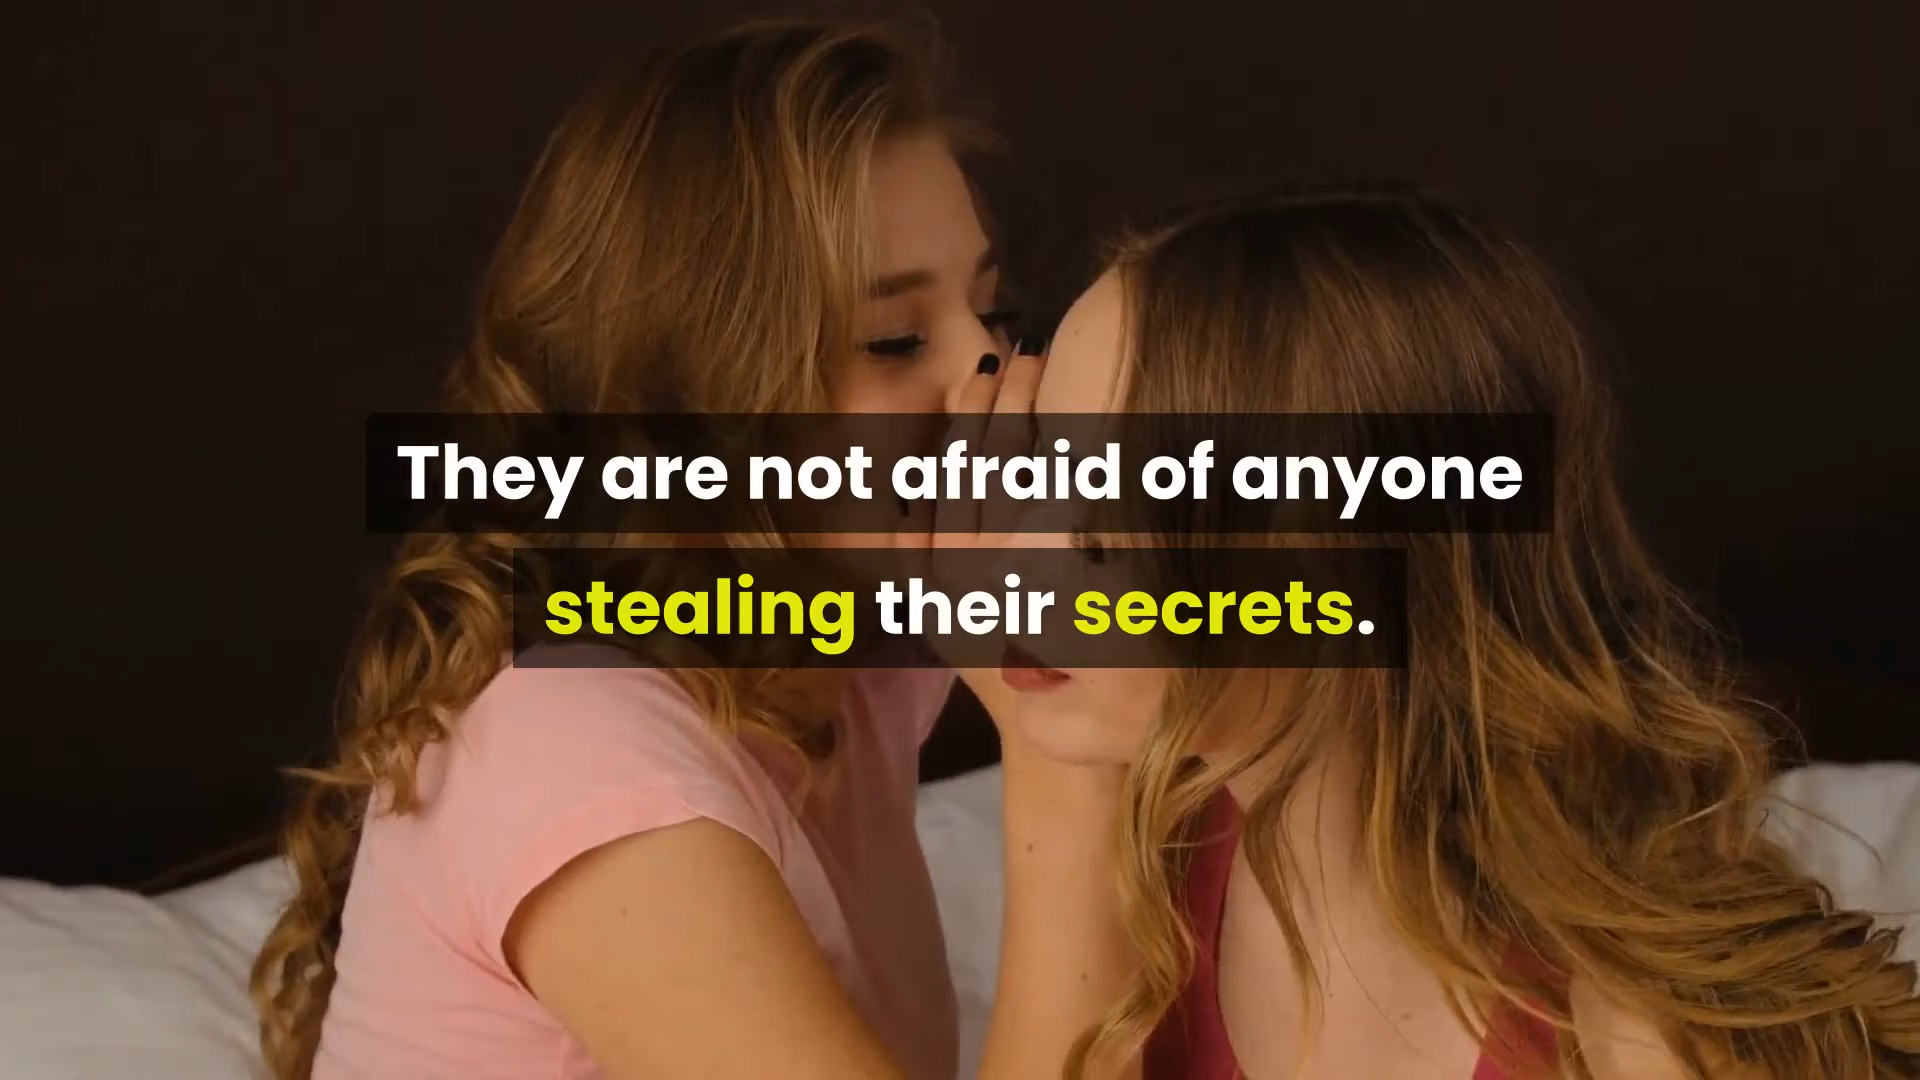 They are not afraid of anyone
stealing their secrets.